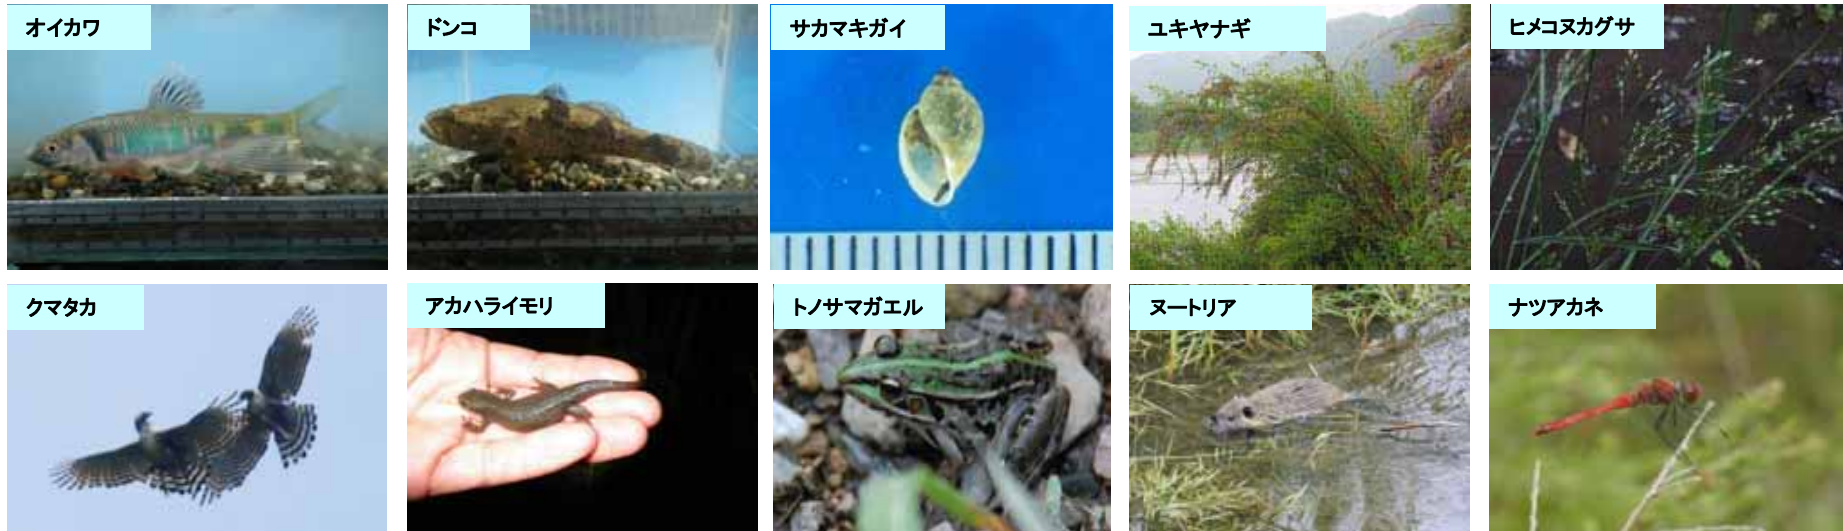 オイカワ
ドンコ
サカマキガイ
ユキヤナギ
ヒメコヌカグサ
クマタカ
アカハライモリ
トノサマガエル
ヌートリア
ナツアカネ